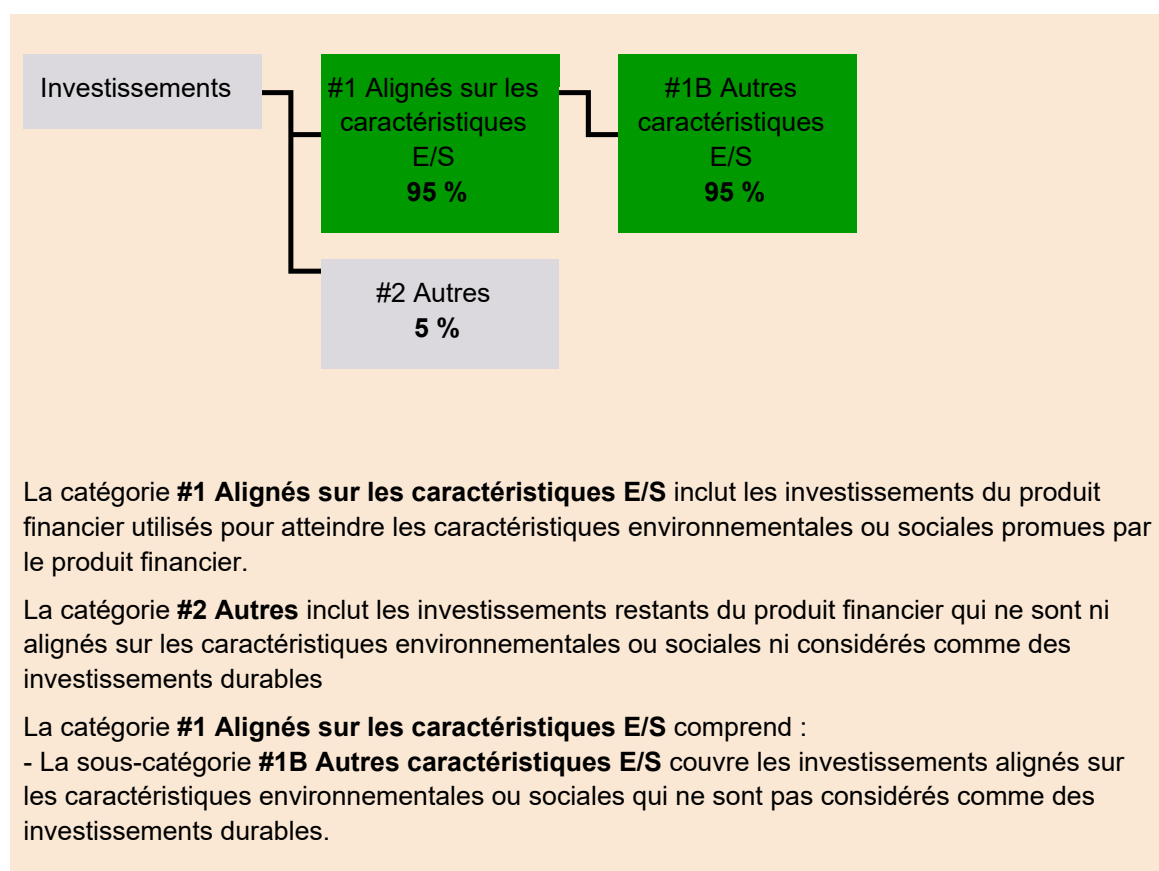 Investissements
#1 Alignés sur les
caractéristiques
E/S
95 %
#1B Autres
caractéristiques
E/S
95 %
#2 Autres
5 %
La catégorie #1 Alignés sur les caractéristiques E/S inclut les investissements du produit
financier utilisés pour atteindre les caractéristiques environnementales ou sociales promues par
le produit financier.
La catégorie #2 Autres inclut les investissements restants du produit financier qui ne sont ni
alignés sur les caractéristiques environnementales ou sociales ni considérés comme des
investissements durables
La catégorie #1 Alignés sur les caractéristiques E/S comprend :
- La sous-catégorie #1B Autres caractéristiques E/S couvre les investissements alignés sur
les caractéristiques environnementales ou sociales qui ne sont pas considérés comme des
investissements durables.